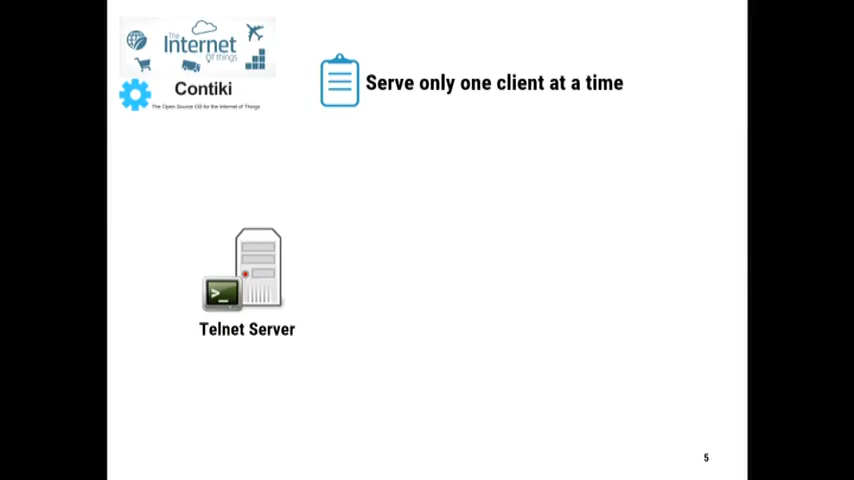 The
Internet
Of things
Contiki
The Open Source OS for the Internet of Things
Serve only one client at a time
>_
Telnet Server
5